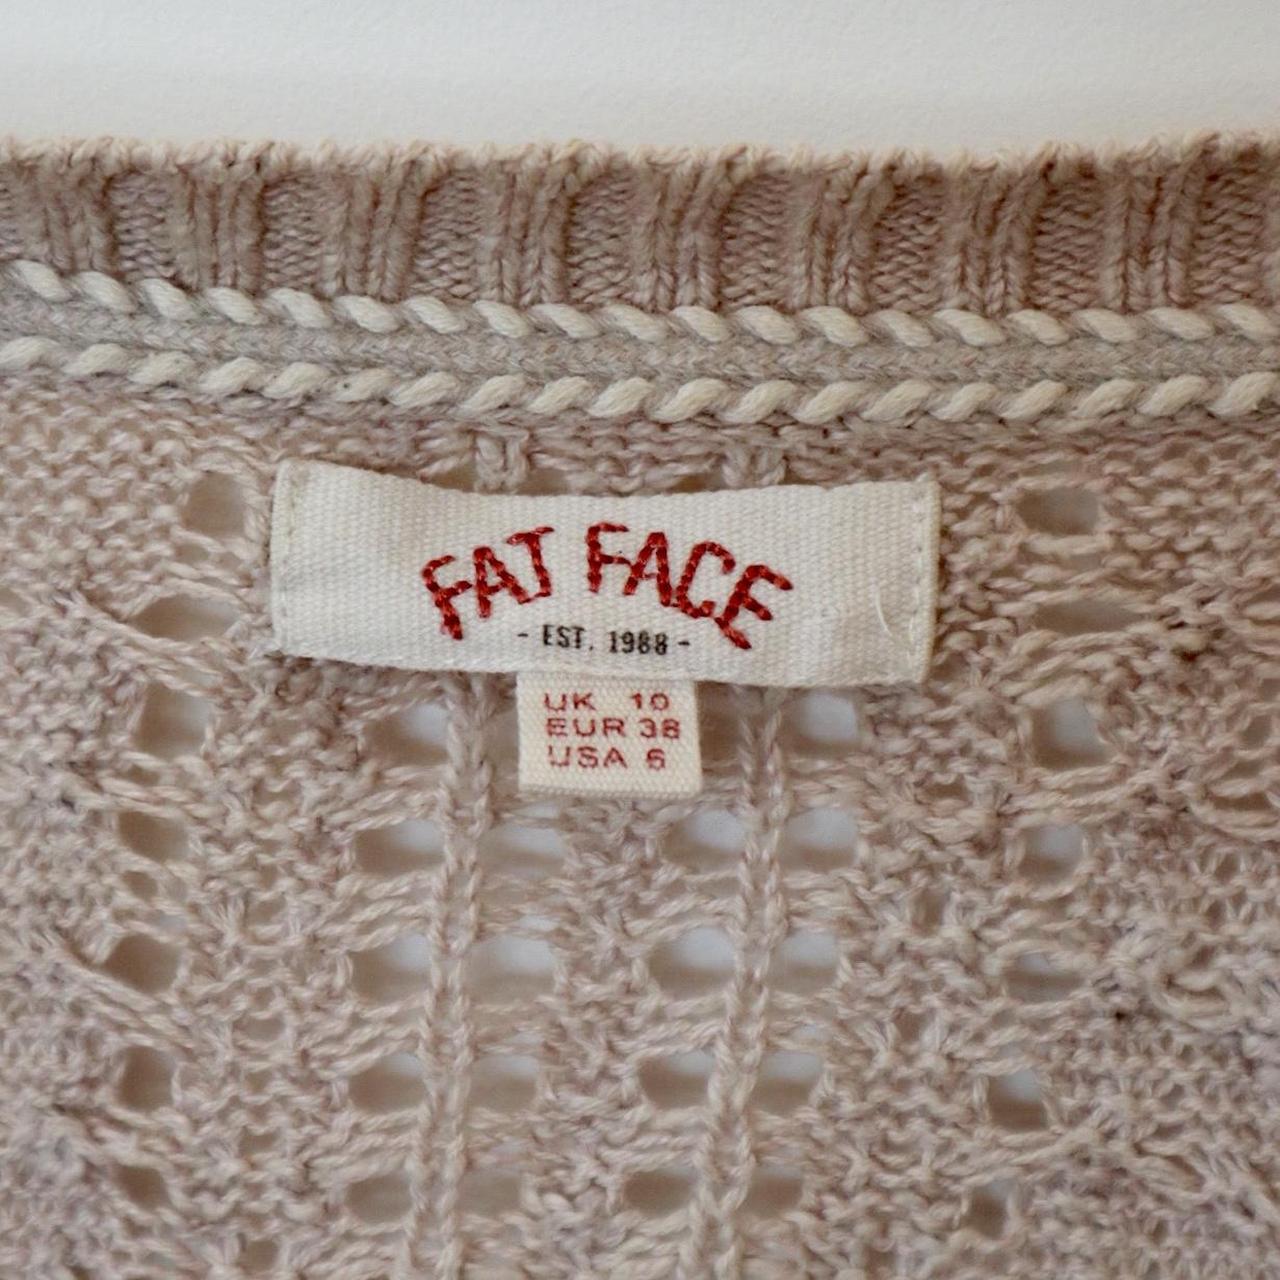 FAT FACE
- EST. 1988 -
UK 10
EUR 38
USA 6